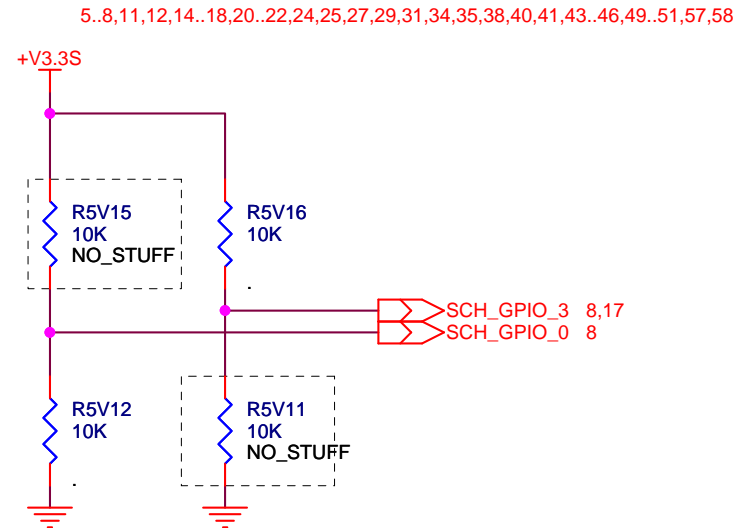 5..8,11,12,14..18,20..22,24,25,27,29,31,34,35,38,40,41,43..46,49..51,57,58
+V3.3S
R5V15
10K
NO_STUFF
R5V16
10K
.
SCH_GPIO_3 8,17
SCH_GPIO_0 8
R5V12
10K
.
R5V11
10K
NO_STUFF